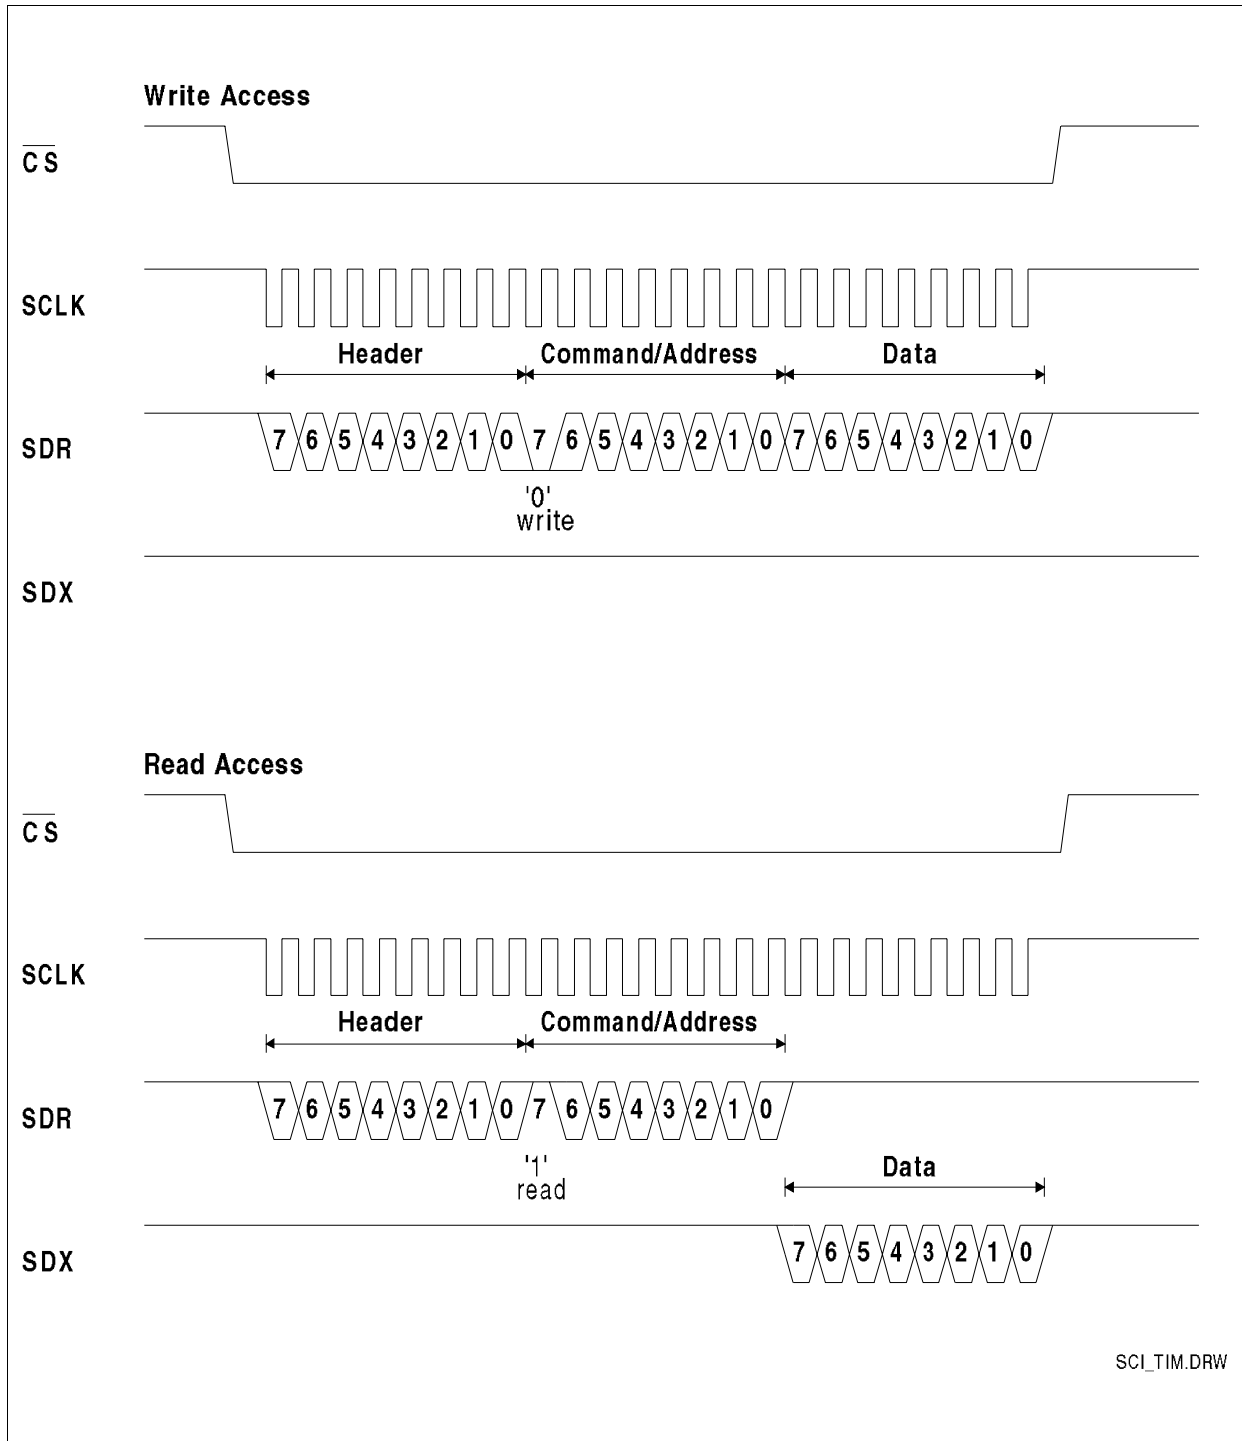 Write Access
CS
SCLK
Header Command/Address Data
SDR 7 6 5 4 3 2 1 0 7 6 5 4 3 2 1 0 7 6 5 4 3 2 1 0
'0'
write
SDX
Read Access
CS
SCLK
Header Command/Address
SDR 7 6 5 4 3 2 1 0 7 6 5 4 3 2 1 0
'1'
read
Data
SDX 7 6 5 4 3 2 1 0
SCI_TIM.DRW